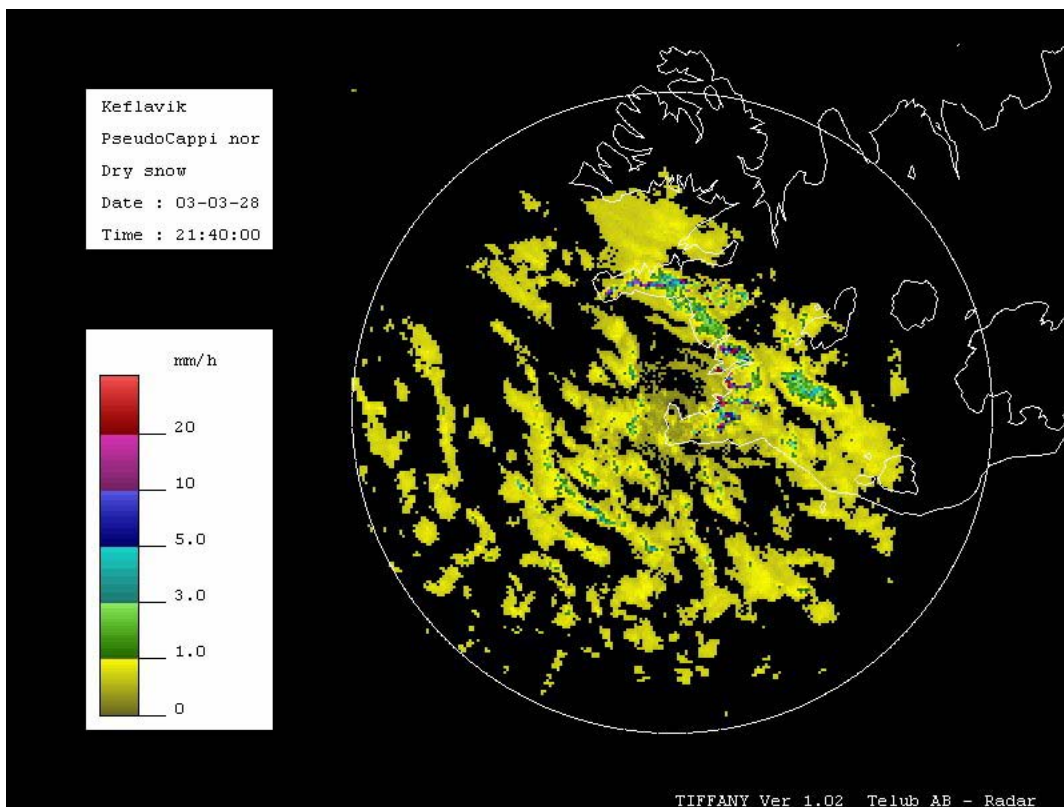 Keflavik
PseudoCappi nor
Dry snow
Date : 03-03-28
Time : 21:40:00
mm/h
20
10
5.0
3.0
1.0
0
TIFFANY Ver 1.02 Telub AB - Radar